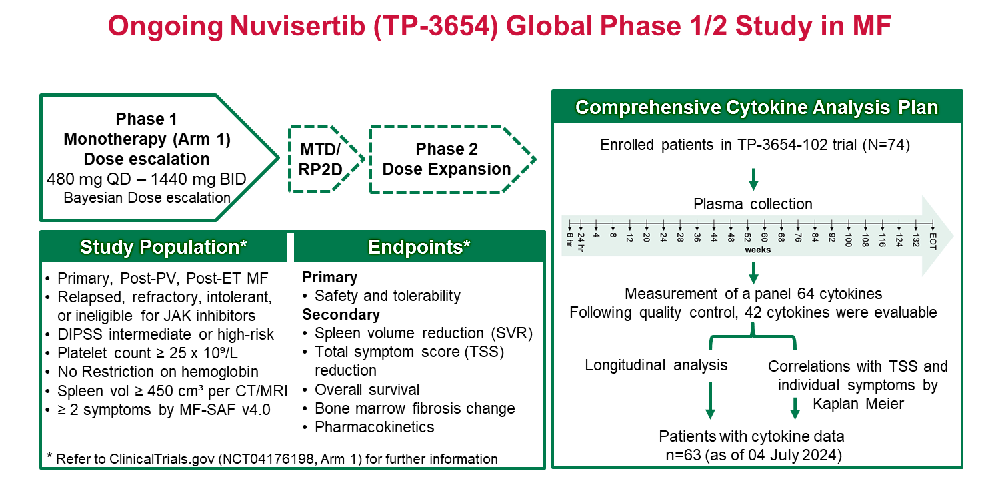 Ongoing Nuvisertib (TP-3654) Global Phase 1/2 Study in MF
Phase 1
Monotherapy (Arm 1)
Dose escalation
480 mg QD – 1440 mg BID
Bayesian Dose escalation
MTD/
RP2D
Phase 2
Dose Expansion
Study Population*
• Primary, Post-PV, Post-ET MF
• Relapsed, refractory, intolerant,
or ineligible for JAK inhibitors
• DIPSS intermediate or high-risk
• Platelet count ≥ 25 x 10⁹/L
• No Restriction on hemoglobin
• Spleen vol ≥ 450 cm³ per CT/MRI
• ≥ 2 symptoms by MF-SAF v4.0
Endpoints*
Primary
• Safety and tolerability
Secondary
• Spleen volume reduction (SVR)
• Total symptom score (TSS)
reduction
• Overall survival
• Bone marrow fibrosis change
• Pharmacokinetics
* Refer to ClinicalTrials.gov (NCT04176198, Arm 1) for further information
Comprehensive Cytokine Analysis Plan
Enrolled patients in TP-3654-102 trial (N=74)
Plasma collection
6 hr 24 hr 4 8 12 20 24 28 36 44 48 52 60 68 76 84 92 100 108 116 124 132 EOT
weeks
Measurement of a panel 64 cytokines
Following quality control, 42 cytokines were evaluable
Longitudinal analysis
Correlations with TSS and
individual symptoms by
Kaplan Meier
Patients with cytokine data
n=63 (as of 04 July 2024)